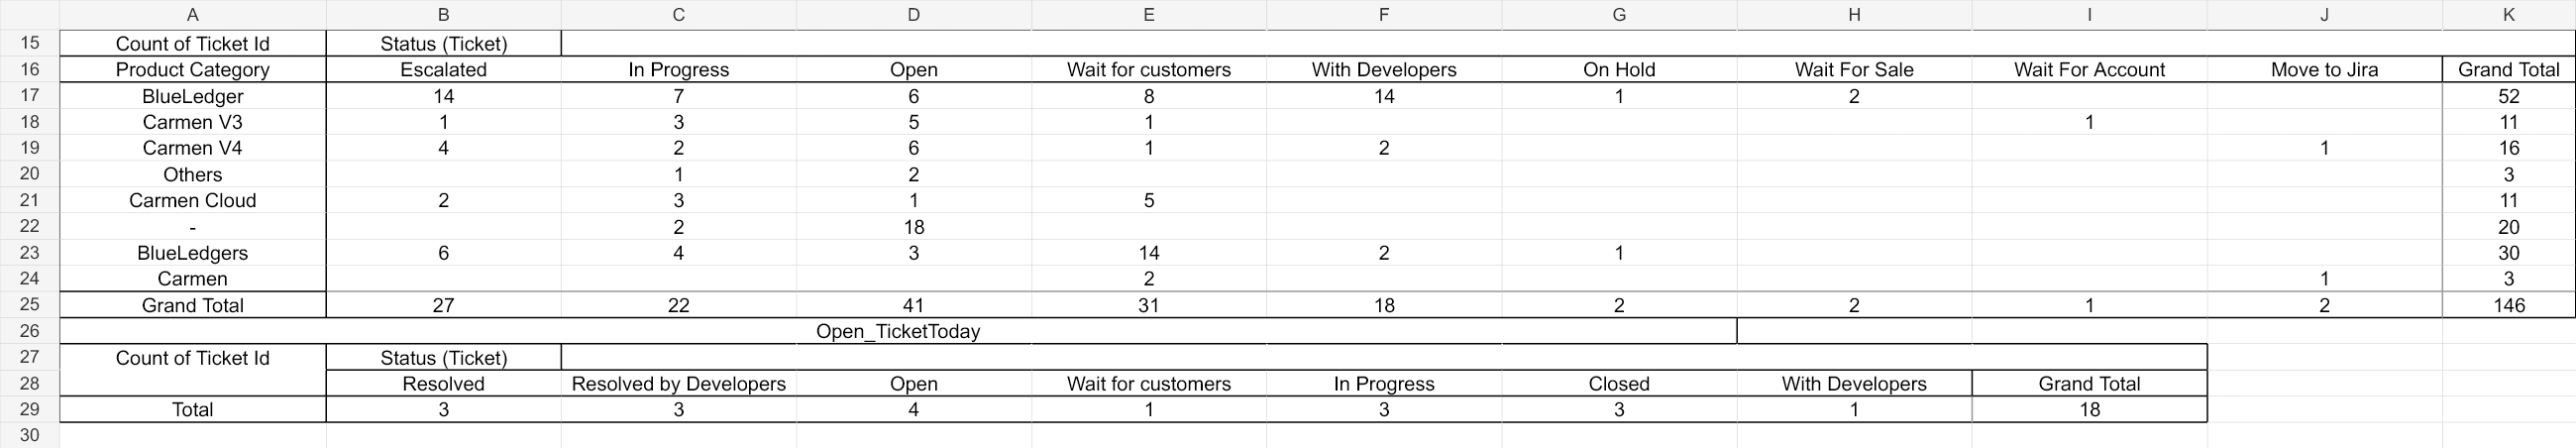 A B C D E F G H I J K
15 Count of Ticket Id Status (Ticket)
16 Product Category Escalated In Progress Open Wait for customers With Developers On Hold Wait For Sale Wait For Account Move to Jira Grand Total
17 BlueLedger 14 7 6 8 14 1 2 52
18 Carmen V3 1 3 5 1 1 11
19 Carmen V4 4 2 6 1 2 1 16
20 Others 1 2 3
21 Carmen Cloud 2 3 1 5 11
22 - 2 18 20
23 BlueLedgers 6 4 3 14 2 1 30
24 Carmen 2 1 3
25 Grand Total 27 22 41 31 18 2 2 1 2 146
26 Open_TicketToday
27 Count of Ticket Id Status (Ticket)
28 Resolved Resolved by Developers Open Wait for customers In Progress Closed With Developers Grand Total
29 Total 3 3 4 1 3 3 1 18
30